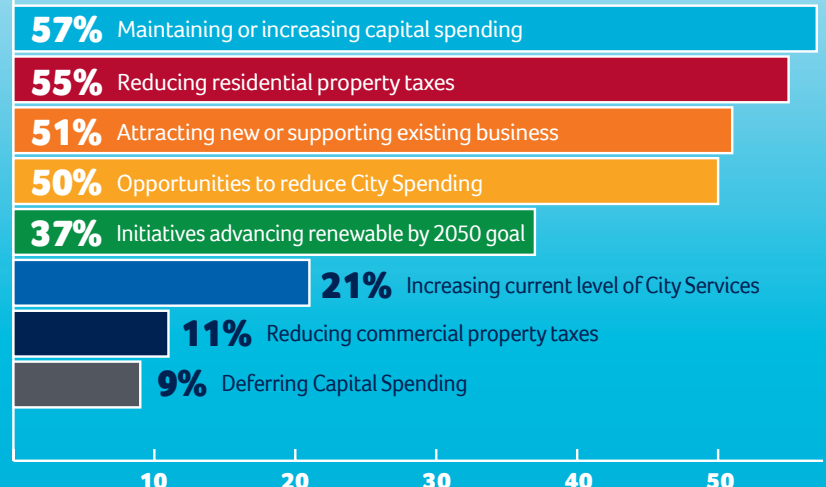 57% Maintaining or increasing capital spending
55% Reducing residential property taxes
51% Attracting new or supporting existing business
50% Opportunities to reduce City Spending
37% Initiatives advancing renewable by 2050 goal
21% Increasing current level of City Services
11% Reducing commercial property taxes
9% Deferring Capital Spending
10 20 30 40 50